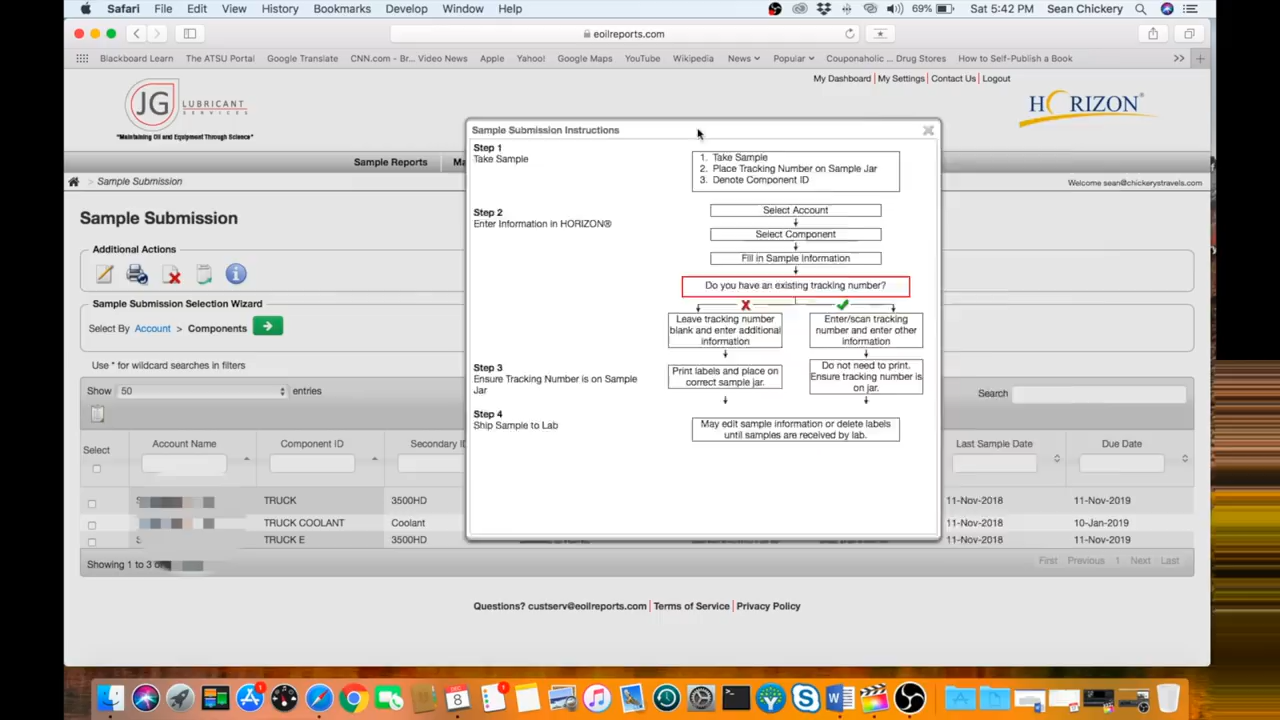 Safari File Edit View History Bookmarks Develop Window Help 69% Sat 5:42 PM Sean Chickery
eoilreports.com
Blackboard Learn The ATSU Portal Google Translate CNN.com - Br... Video News Apple Yahoo! Google Maps YouTube Wikipedia News Popular Couponaholic ... Drug Stores How to Self-Publish a Book
My Dashboard | My Settings | Contact Us | Logout
JG LUBRICANT SERVICES
"Maintaining Oil and Equipment Through Science"
HORIZON
Sample Reports
> Sample Submission
Welcome sean@chickerystravels.com
Sample Submission
Additional Actions
Sample Submission Selection Wizard
Select By Account > Components
Use * for wildcard searches in filters
Show 50 entries
Search
Select
Account Name
Component ID
Secondary ID
Last Sample Date
Due Date
TRUCK 3500HD 11-Nov-2018 11-Nov-2019
TRUCK COOLANT Coolant 11-Nov-2018 10-Jan-2019
TRUCK E 3500HD 11-Nov-2018 11-Nov-2019
Showing 1 to 3 of
First Previous 1 Next Last
Questions? custserv@eoilreports.com | Terms of Service | Privacy Policy
Sample Submission Instructions
Step 1
Take Sample
1. Take Sample
2. Place Tracking Number on Sample Jar
3. Denote Component ID
Step 2
Enter Information in HORIZON®
Select Account
Select Component
Fill in Sample Information
Do you have an existing tracking number?
Leave tracking number
blank and enter additional
information
Enter/scan tracking
number and enter other
information
Step 3
Ensure Tracking Number is on Sample
Jar
Print labels and place on
correct sample jar.
Do not need to print.
Ensure tracking number is
on jar.
Step 4
Ship Sample to Lab
May edit sample information or delete labels
until samples are received by lab.